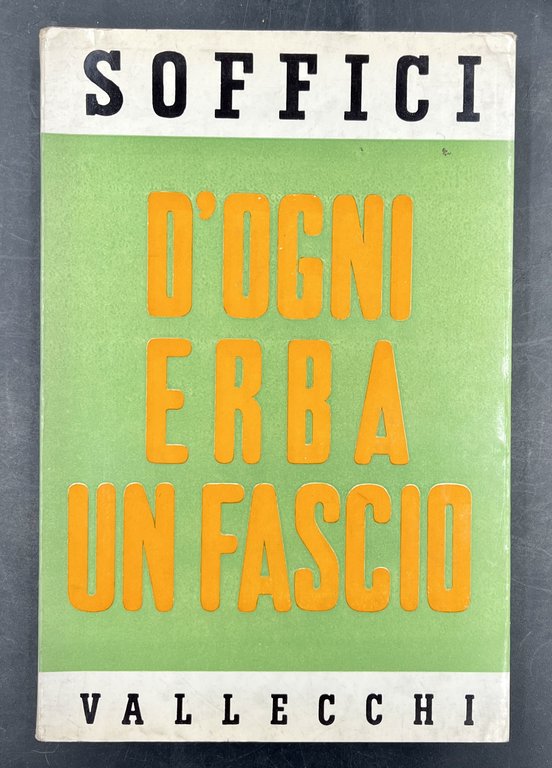 SOFFICI
D'OGNI
ERBA
UN FASCIO
VALLECCHI